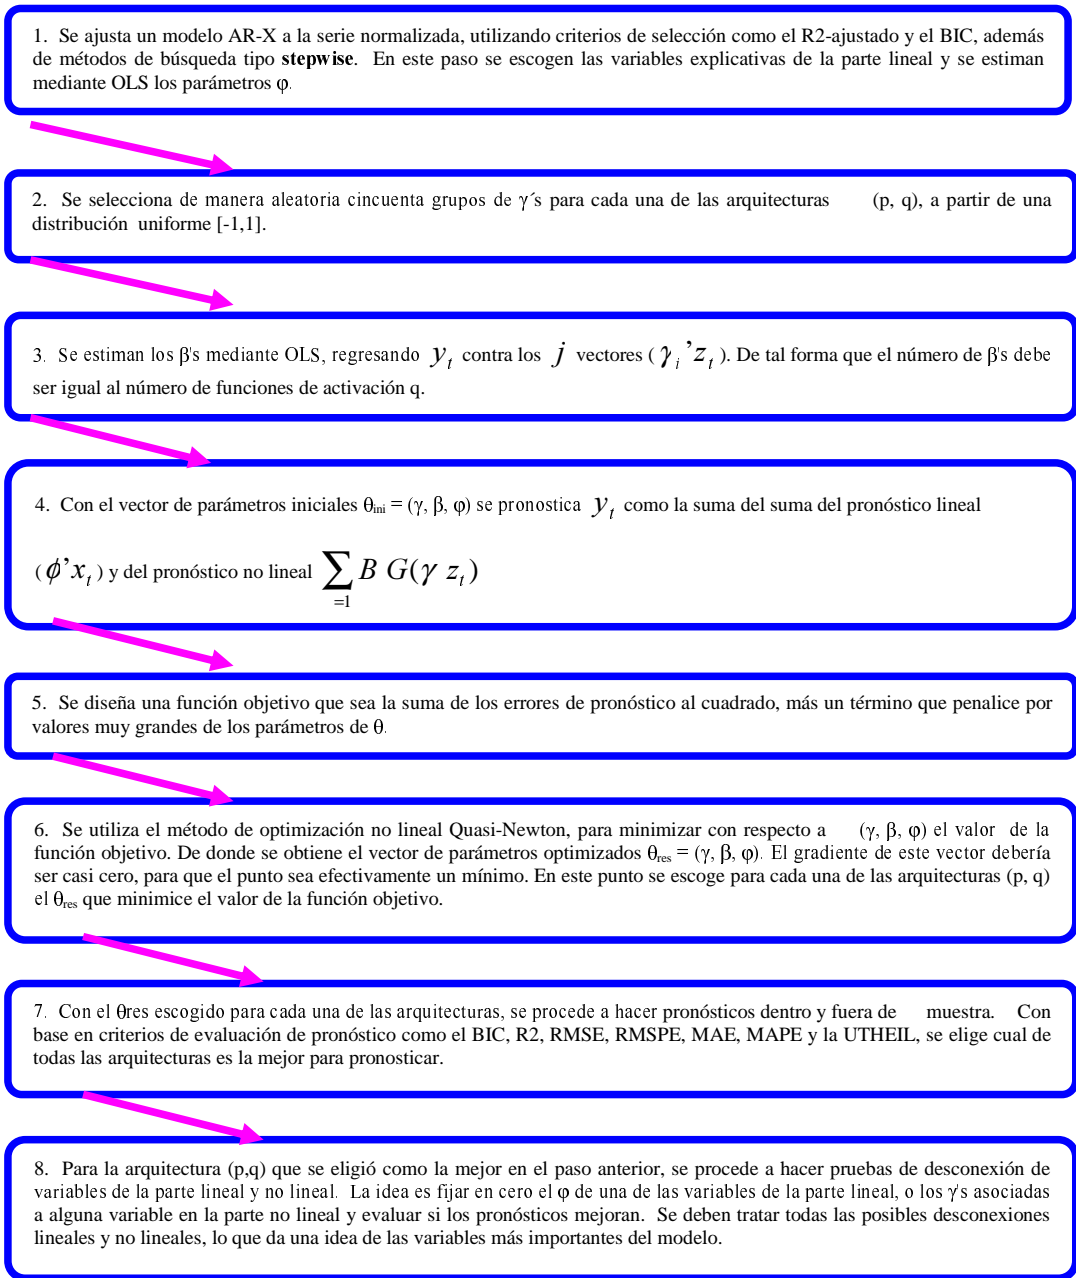 1. Se ajusta un modelo AR-X a la serie normalizada, utilizando criterios de selección como el R2-ajustado y el BIC, además
de métodos de búsqueda tipo stepwise. En este paso se escogen las variables explicativas de la parte lineal y se estiman
mediante OLS los parámetros φ.
2. Se selecciona de manera aleatoria cincuenta grupos de γ´s para cada una de las arquitecturas (p, q), a partir de una
distribución uniforme [-1,1].
3. Se estiman los β's mediante OLS, regresando y_t contra los j vectores ( γ_i ’z_t ). De tal forma que el número de β's debe
ser igual al número de funciones de activación q.
4. Con el vector de parámetros iniciales θ_ini = (γ, β, φ) se pronostica y_t como la suma del suma del pronóstico lineal
( ϕ’x_t ) y del pronóstico no lineal ∑_{=1} B G(γ z_t)
5. Se diseña una función objetivo que sea la suma de los errores de pronóstico al cuadrado, más un término que penalice por
valores muy grandes de los parámetros de θ.
6. Se utiliza el método de optimización no lineal Quasi-Newton, para minimizar con respecto a (γ, β, φ) el valor de la
función objetivo. De donde se obtiene el vector de parámetros optimizados θ_res = (γ, β, φ). El gradiente de este vector debería
ser casi cero, para que el punto sea efectivamente un mínimo. En este punto se escoge para cada una de las arquitecturas (p, q)
el θ_res que minimice el valor de la función objetivo.
7. Con el θres escogido para cada una de las arquitecturas, se procede a hacer pronósticos dentro y fuera de muestra. Con
base en criterios de evaluación de pronóstico como el BIC, R2, RMSE, RMSPE, MAE, MAPE y la UTHEIL, se elige cual de
todas las arquitecturas es la mejor para pronosticar.
8. Para la arquitectura (p,q) que se eligió como la mejor en el paso anterior, se procede a hacer pruebas de desconexión de
variables de la parte lineal y no lineal. La idea es fijar en cero el φ de una de las variables de la parte lineal, o los γ's asociadas
a alguna variable en la parte no lineal y evaluar si los pronósticos mejoran. Se deben tratar todas las posibles desconexiones
lineales y no lineales, lo que da una idea de las variables más importantes del modelo.